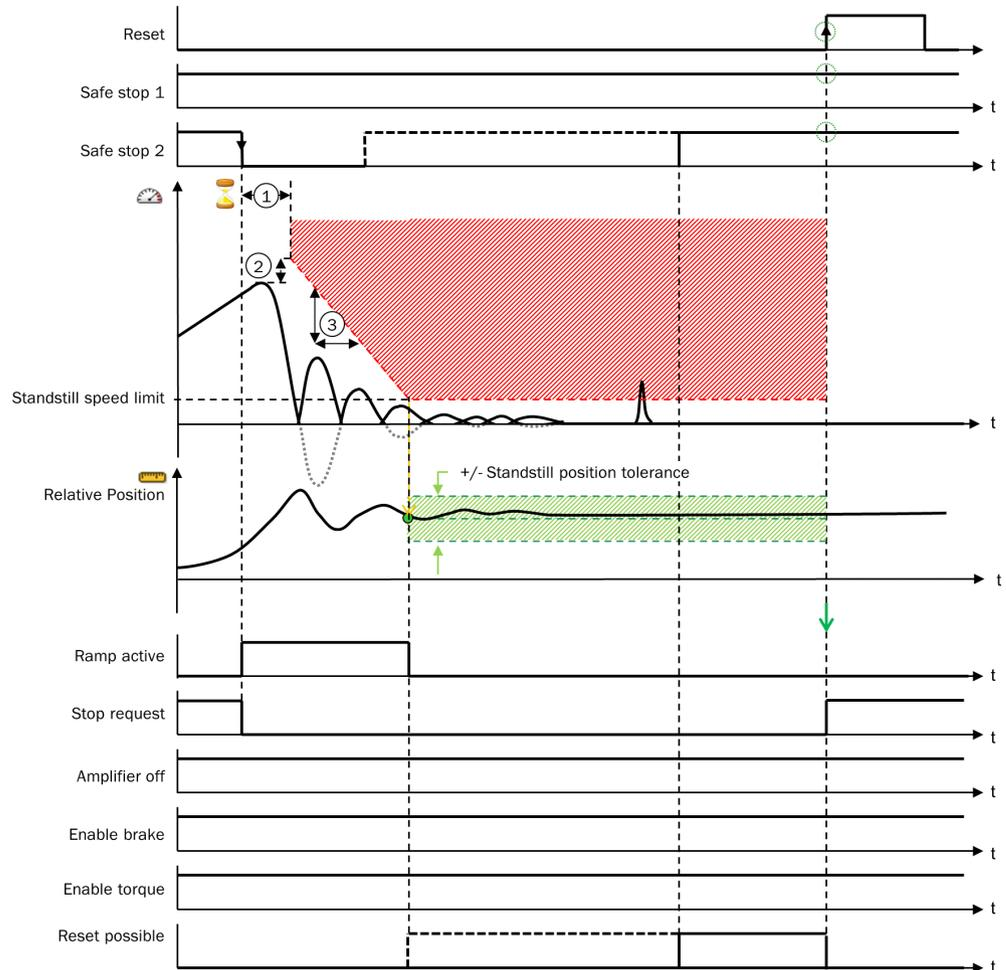 Reset
Safe stop 1
t
Safe stop 2
t
1
2
3
Standstill speed limit
t
+/- Standstill position tolerance
Relative Position
t
Ramp active
t
Stop request
t
Amplifier off
t
Enable brake
t
Enable torque
t
Reset possible
t